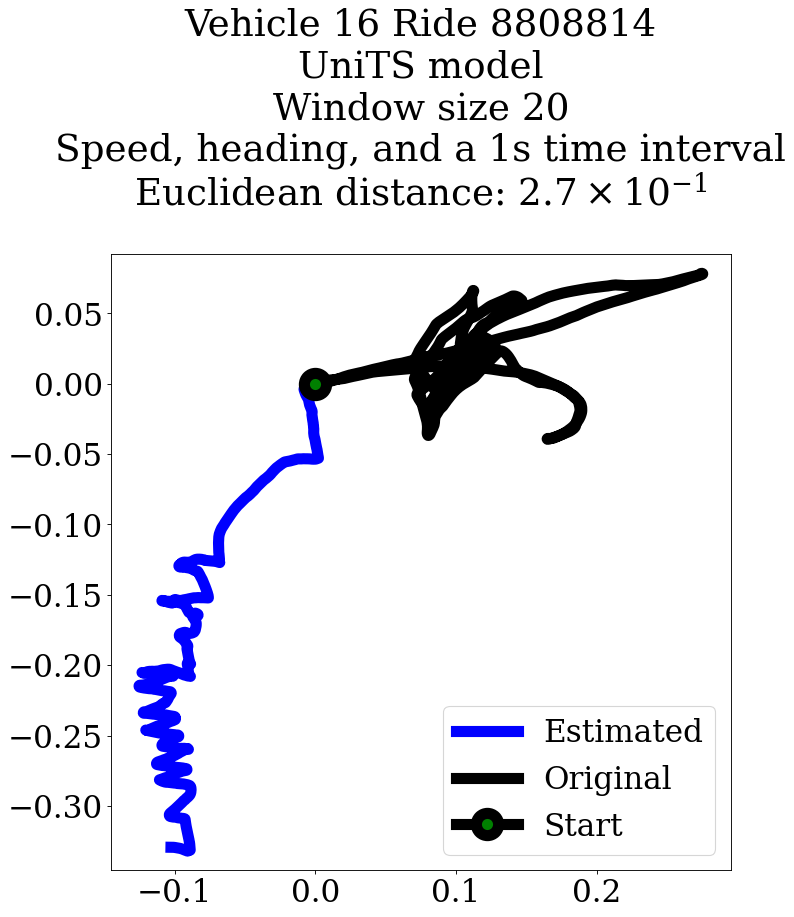 Vehicle 16 Ride 8808814
UniTS model
Window size 20
Speed, heading, and a 1s time interval
Euclidean distance: 2.7 × 10⁻¹
0.05
0.00
−0.05
−0.10
−0.15
−0.20
−0.25
−0.30
Estimated
Original
Start
−0.1 0.0 0.1 0.2